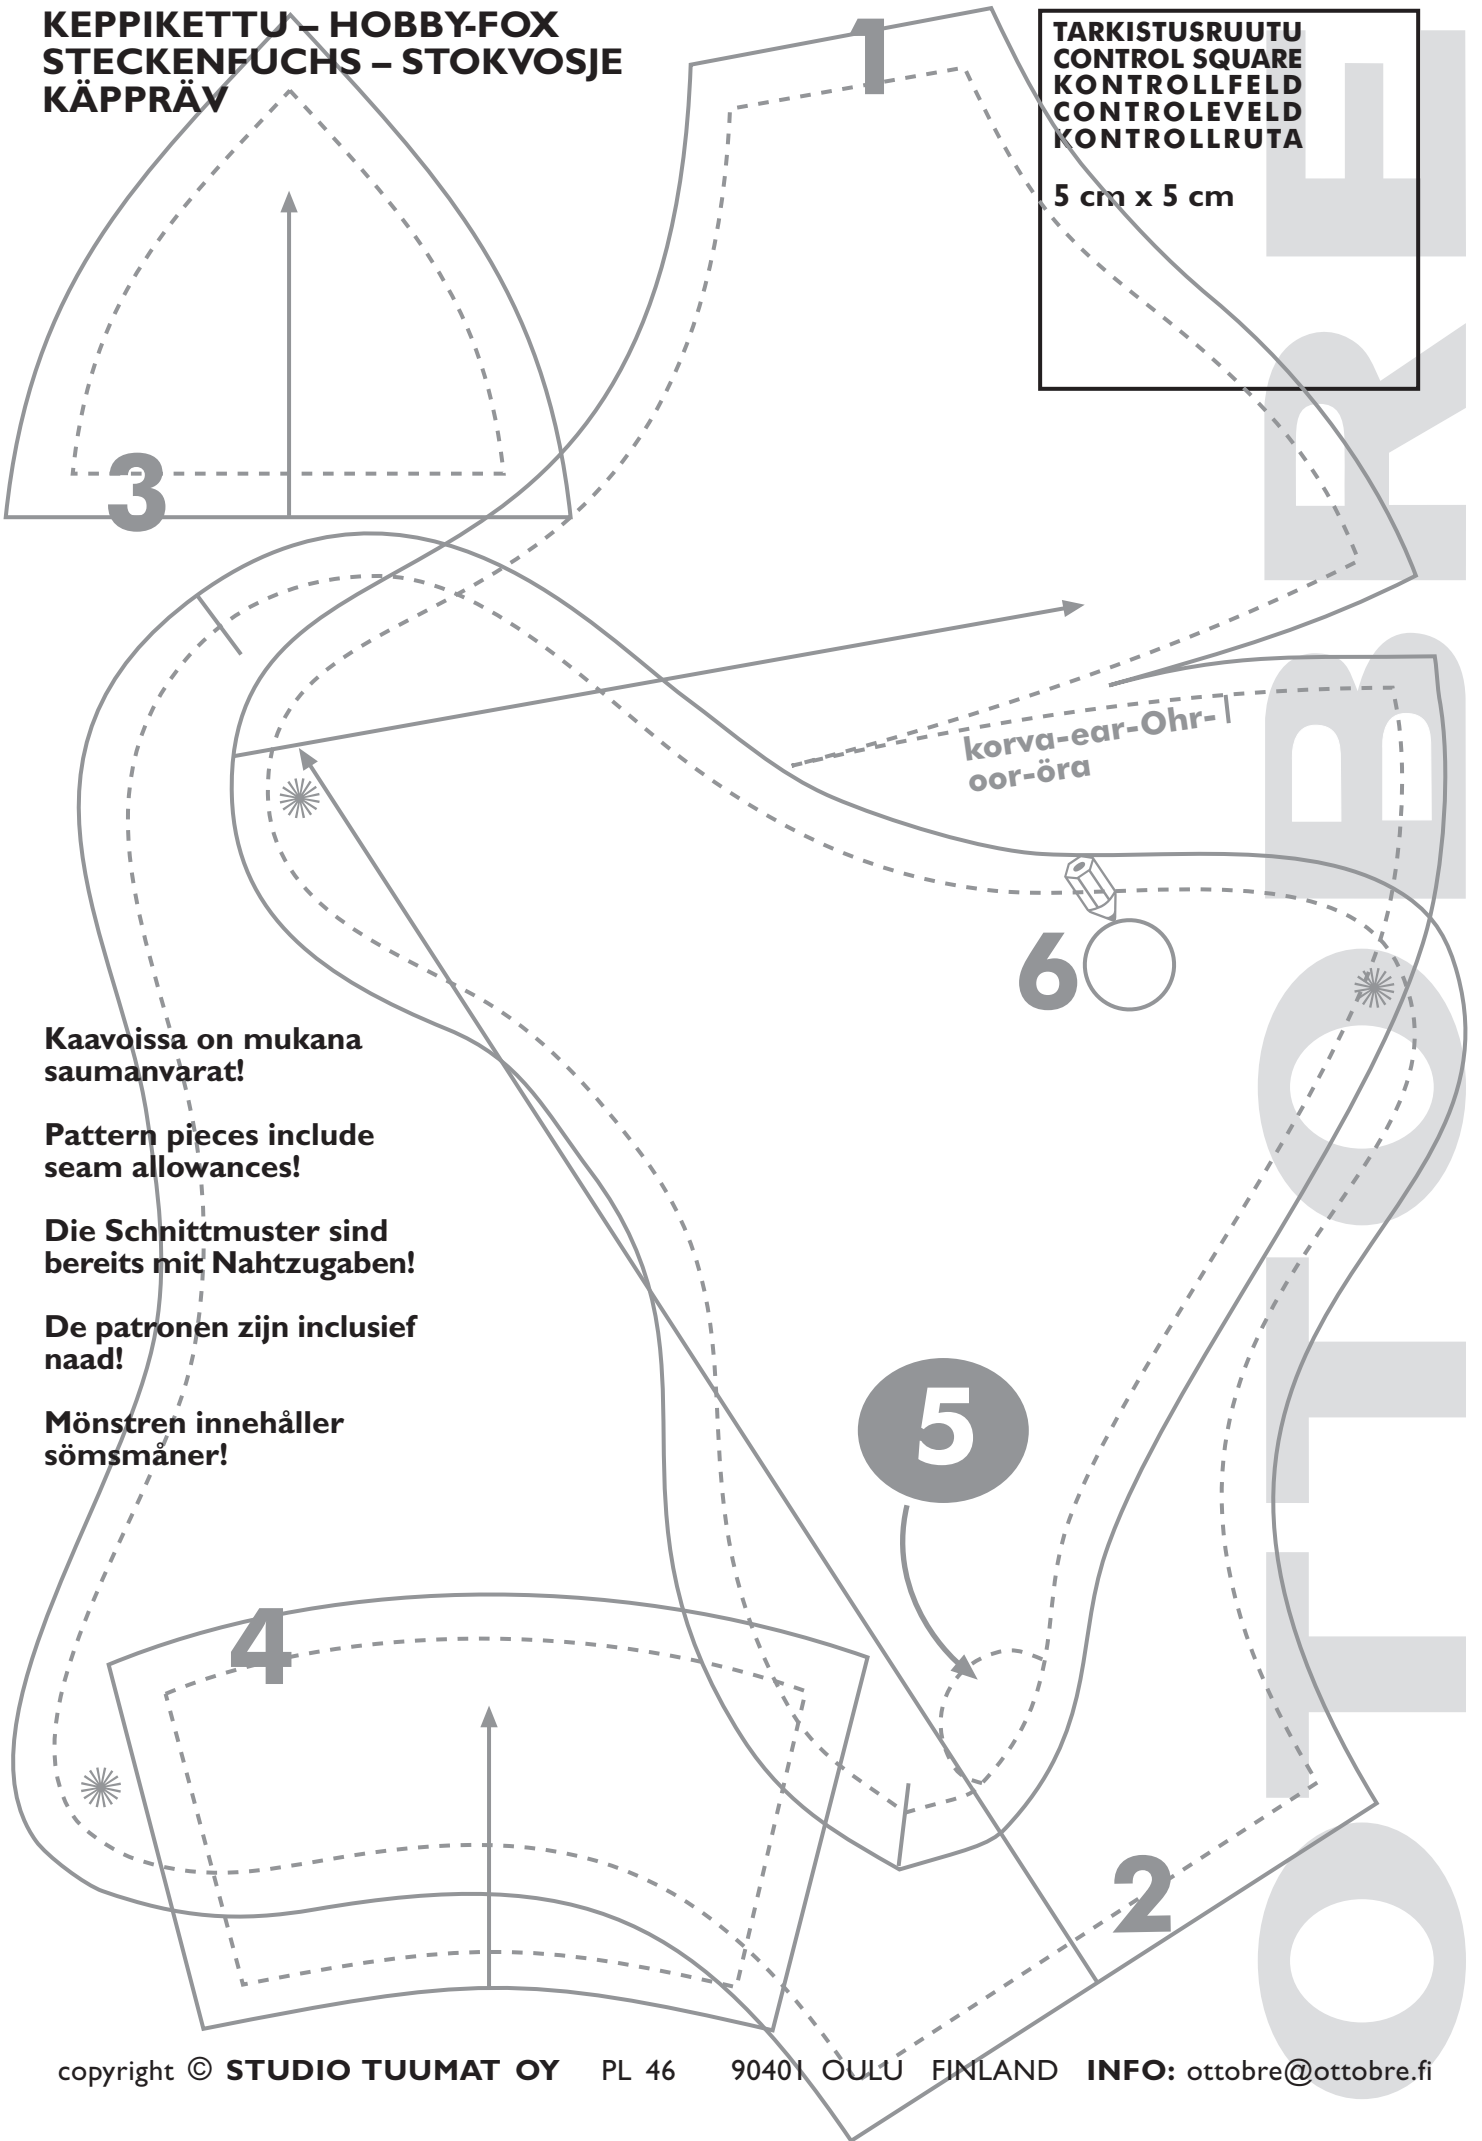 KEPPIKETTU – HOBBY-FOX
STECKENFUCHS – STOKVOSJE
KÄPPRÄV
1
TARKISTUSRUUTU
CONTROL SQUARE
KONTROLLFELD
CONTROLEVELD
KONTROLLRUTA
5 cm x 5 cm
3
korva-ear-Ohr-
oor-öra
6
Kaavoissa on mukana
saumanvarat!
Pattern pieces include
seam allowances!
Die Schnittmuster sind
bereits mit Nahtzugaben!
De patronen zijn inclusief
naad!
Mönstren innehåller
sömsmåner!
5
4
2
OTTOBRE
copyright © STUDIO TUUMAT OY PL 46 90401 OULU FINLAND INFO: ottobre@ottobre.fi